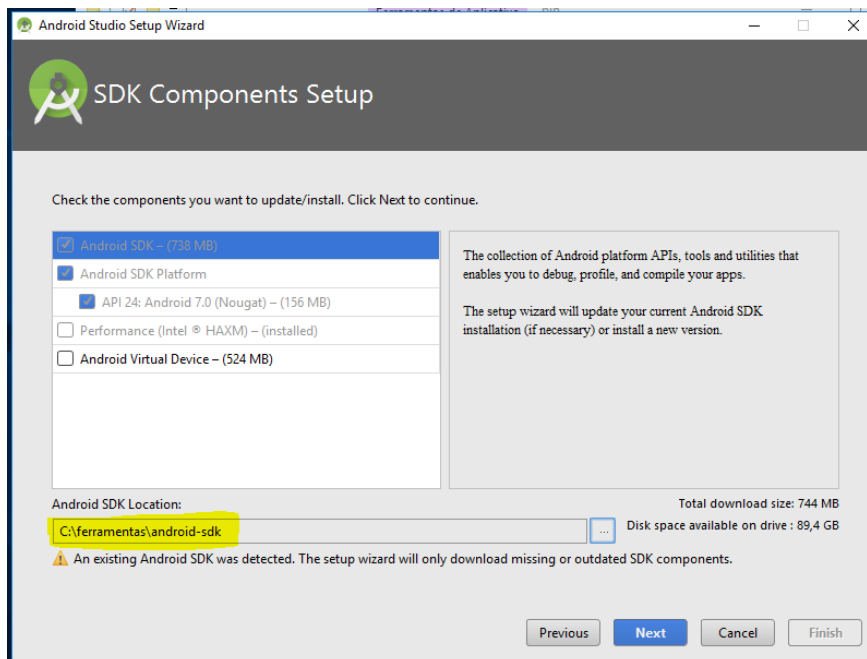 Ferramentas de Aplicativo
Android Studio Setup Wizard
SDK Components Setup
Check the components you want to update/install. Click Next to continue.
Android SDK – (738 MB)
Android SDK Platform
API 24: Android 7.0 (Nougat) – (156 MB)
Performance (Intel ® HAXM) – (installed)
Android Virtual Device – (524 MB)
The collection of Android platform APIs, tools and utilities that
enables you to debug, profile, and compile your apps.
The setup wizard will update your current Android SDK
installation (if necessary) or install a new version.
Android SDK Location:
Total download size: 744 MB
C:\ferramentas\android-sdk
...
Disk space available on drive : 89,4 GB
An existing Android SDK was detected. The setup wizard will only download missing or outdated SDK components.
Previous
Next
Cancel
Finish